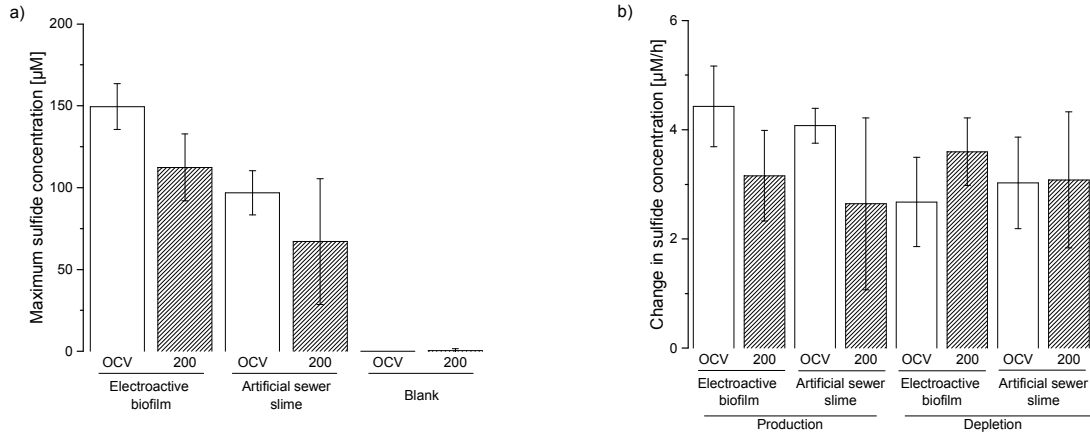 a)
Maximum sulfide concentration [µM]
200
150
100
50
0
OCV 200 OCV 200 OCV 200
Electroactive biofilm
Artificial sewer slime
Blank
b)
Change in sulfide concentration [µM/h]
6
4
2
0
OCV 200 OCV 200 OCV 200 OCV 200
Electroactive biofilm
Artificial sewer slime
Electroactive biofilm
Artificial sewer slime
Production
Depletion